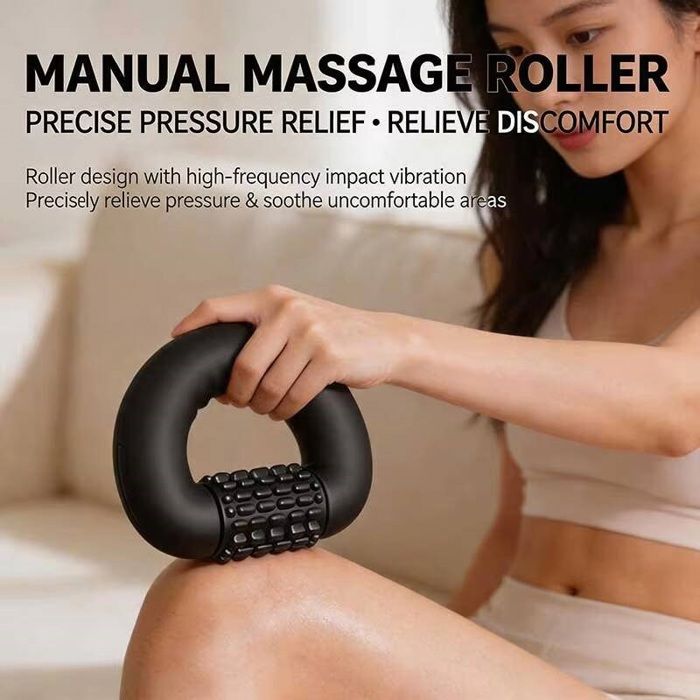 MANUAL MASSAGE ROLLER
PRECISE PRESSURE RELIEF • RELIEVE DISCOMFORT
Roller design with high-frequency impact vibration
Precisely relieve pressure & soothe uncomfortable areas